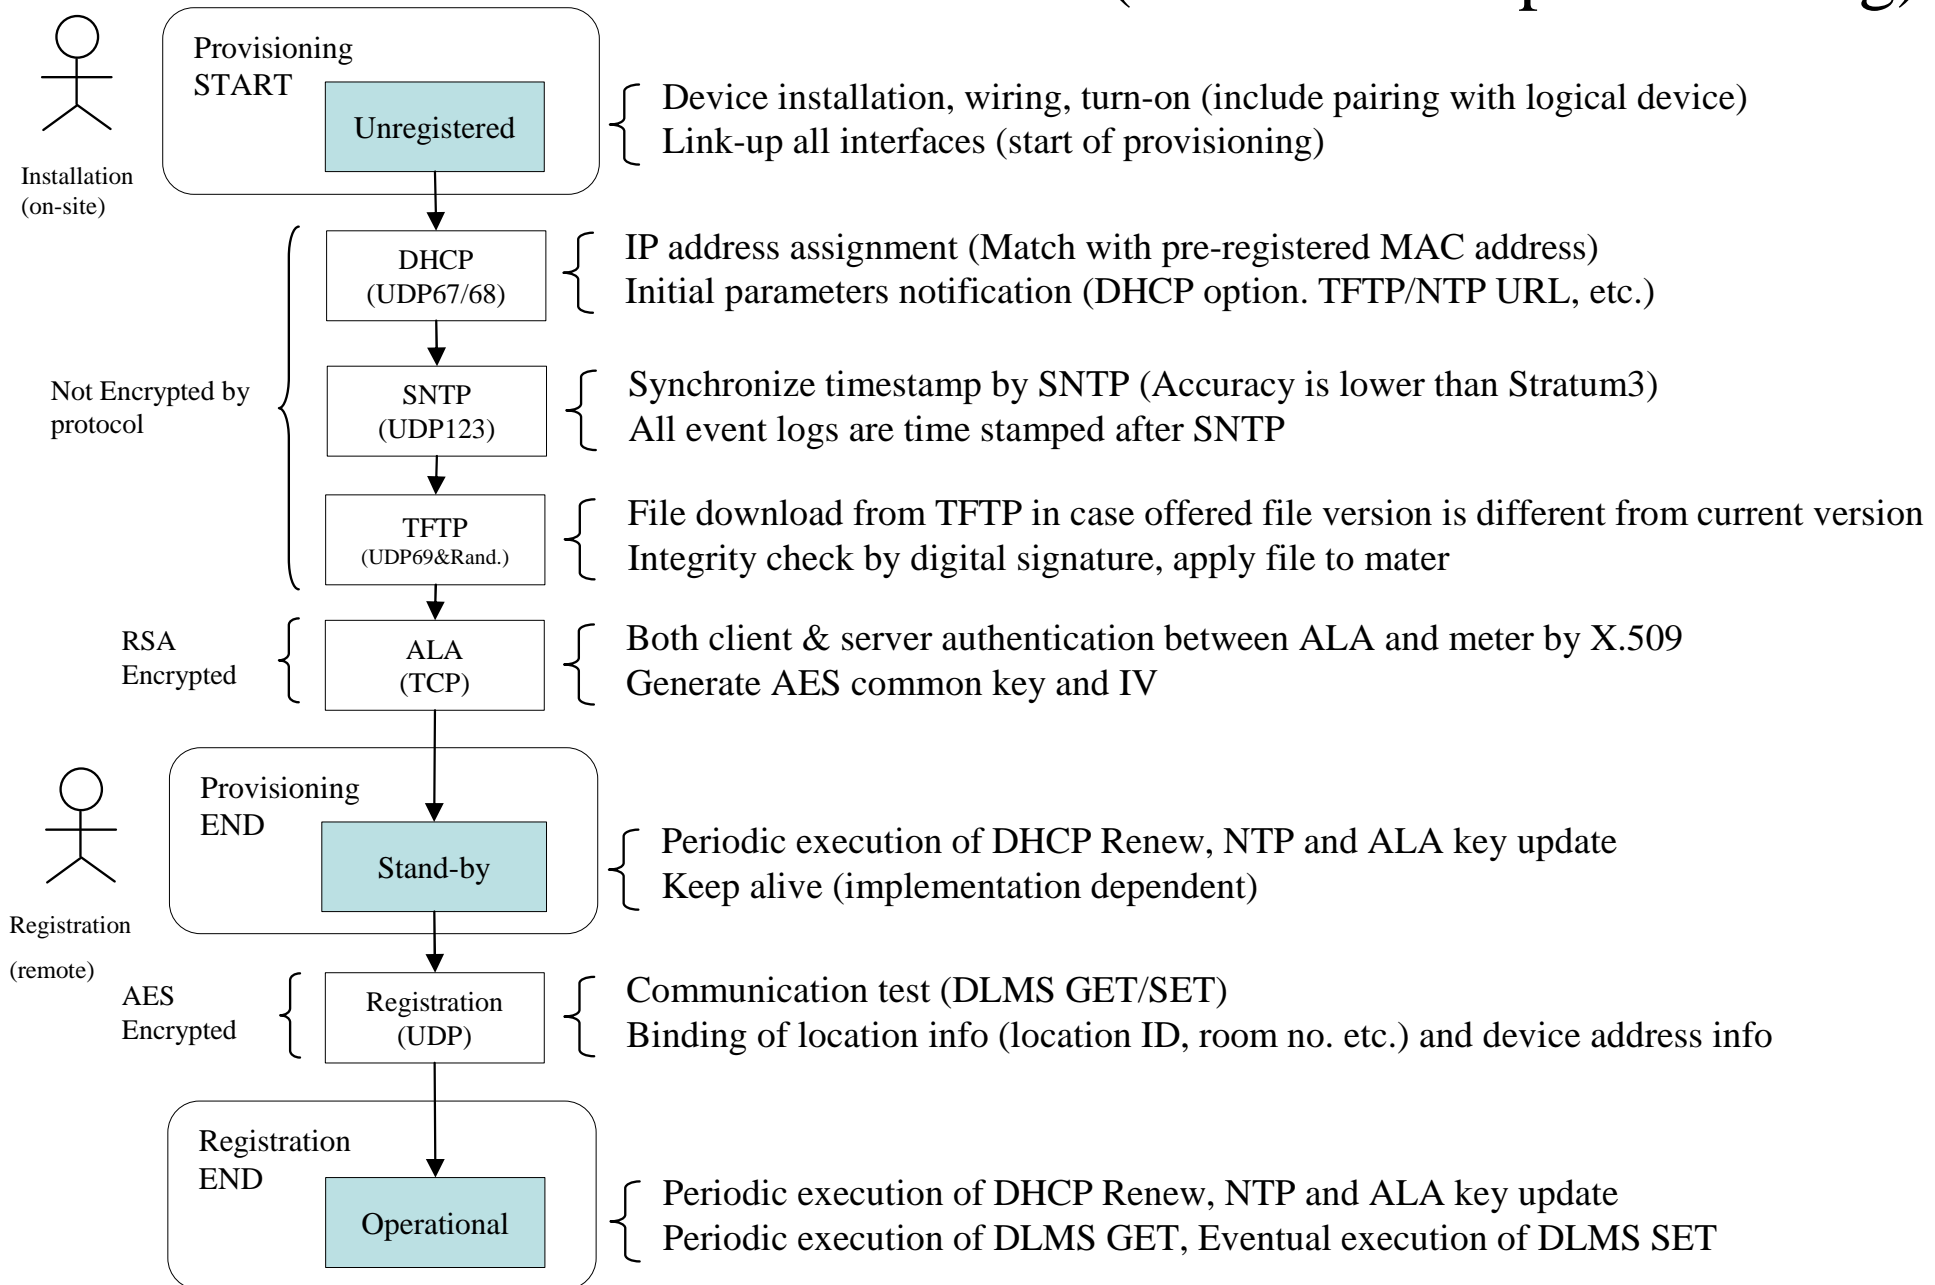 Provisioning
START
Unregistered
Device installation, wiring, turn-on (include pairing with logical device)
Link-up all interfaces (start of provisioning)
Installation
(on-site)
DHCP
(UDP67/68)
IP address assignment (Match with pre-registered MAC address)
Initial parameters notification (DHCP option. TFTP/NTP URL, etc.)
Not Encrypted by
protocol
SNTP
(UDP123)
Synchronize timestamp by SNTP (Accuracy is lower than Stratum3)
All event logs are time stamped after SNTP
TFTP
(UDP69&Rand.)
File download from TFTP in case offered file version is different from current version
Integrity check by digital signature, apply file to mater
RSA
Encrypted
ALA
(TCP)
Both client & server authentication between ALA and meter by X.509
Generate AES common key and IV
Provisioning
END
Stand-by
Periodic execution of DHCP Renew, NTP and ALA key update
Keep alive (implementation dependent)
Registration
(remote)
AES
Encrypted
Registration
(UDP)
Communication test (DLMS GET/SET)
Binding of location info (location ID, room no. etc.) and device address info
Registration
END
Operational
Periodic execution of DHCP Renew, NTP and ALA key update
Periodic execution of DLMS GET, Eventual execution of DLMS SET